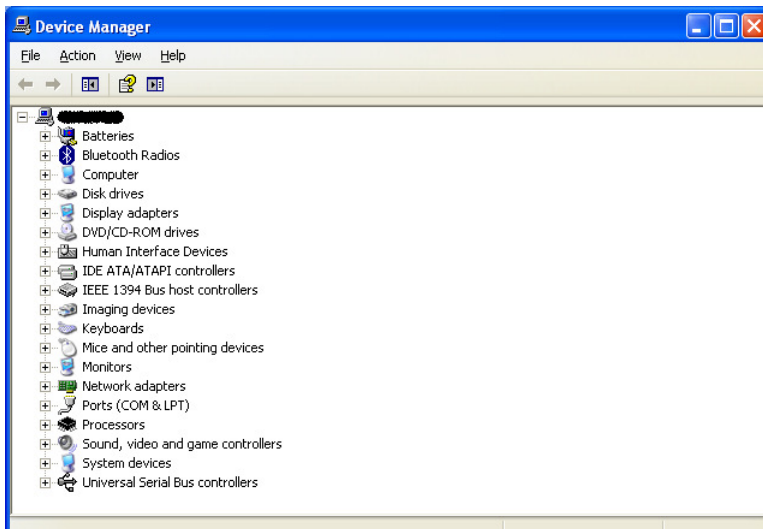 Device Manager
File Action View Help
Batteries
Bluetooth Radios
Computer
Disk drives
Display adapters
DVD/CD-ROM drives
Human Interface Devices
IDE ATA/ATAPI controllers
IEEE 1394 Bus host controllers
Imaging devices
Keyboards
Mice and other pointing devices
Monitors
Network adapters
Ports (COM & LPT)
Processors
Sound, video and game controllers
System devices
Universal Serial Bus controllers